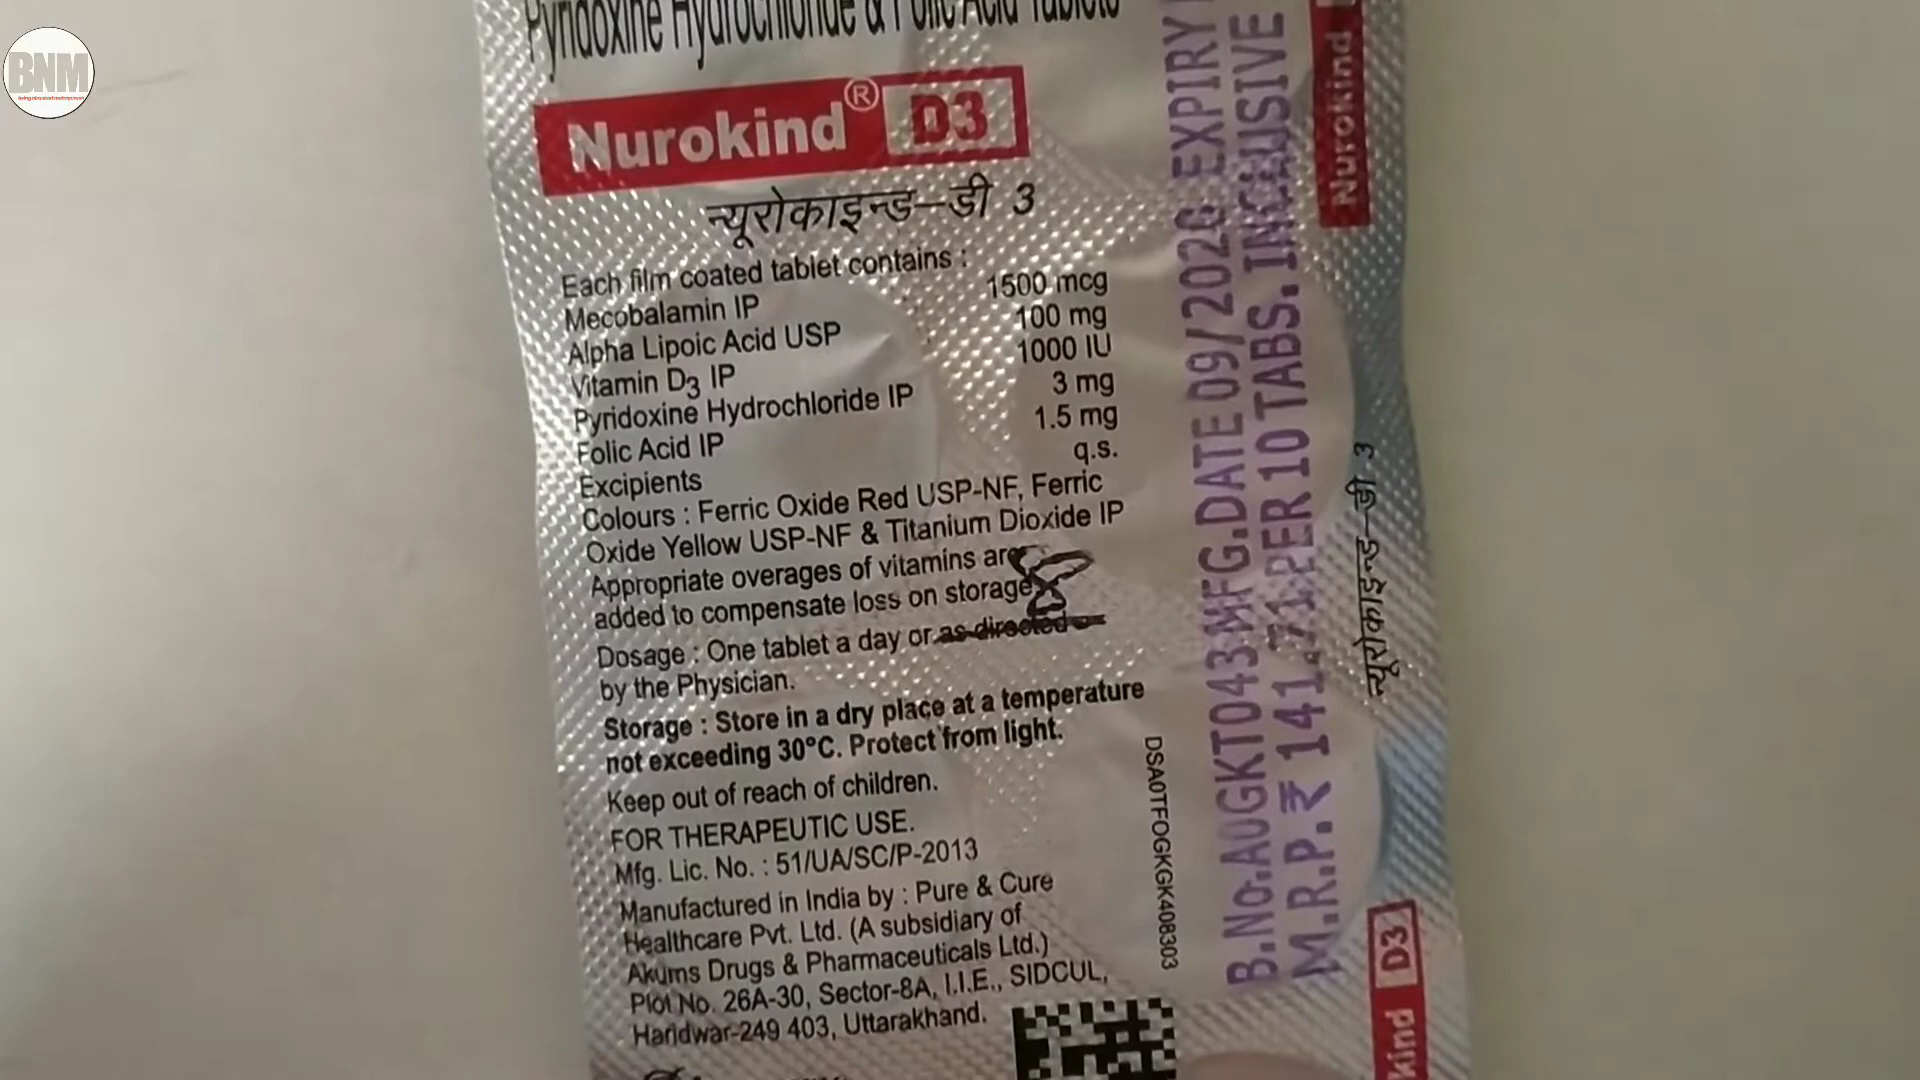 BNM
Pyridoxine Hydrochloride & Folic Acid Tablets
Nurokind® D3
न्यूरोकाइन्ड–डी 3
Each film coated tablet contains :
Mecobalamin IP 1500 mcg
Alpha Lipoic Acid USP 100 mg
Vitamin D3 IP 1000 IU
Pyridoxine Hydrochloride IP 3 mg
Folic Acid IP 1.5 mg
Excipients q.s.
Colours : Ferric Oxide Red USP-NF, Ferric
Oxide Yellow USP-NF & Titanium Dioxide IP
Appropriate overages of vitamins are
added to compensate loss on storage
Dosage : One tablet a day or as directed
by the Physician.
Storage : Store in a dry place at a temperature
not exceeding 30°C. Protect from light.
Keep out of reach of children.
FOR THERAPEUTIC USE.
Mfg. Lic. No. : 51/UA/SC/P-2013
Manufactured in India by : Pure & Cure
Healthcare Pvt. Ltd. (A subsidiary of
Akums Drugs & Pharmaceuticals Ltd.)
Plot No. 26A-30, Sector-8A, I.I.E., SIDCUL,
Haridwar-249 403, Uttarakhand.
DSA0TFOGKGK408303
B.No.A0GKT043 MFG.DATE 09/2020 EXPIRY
M.R.P. ₹ 141.71 PER 10 TABS. INCLUSIVE
Nurokind
न्यूरोकाइन्ड–डी 3
kind D3